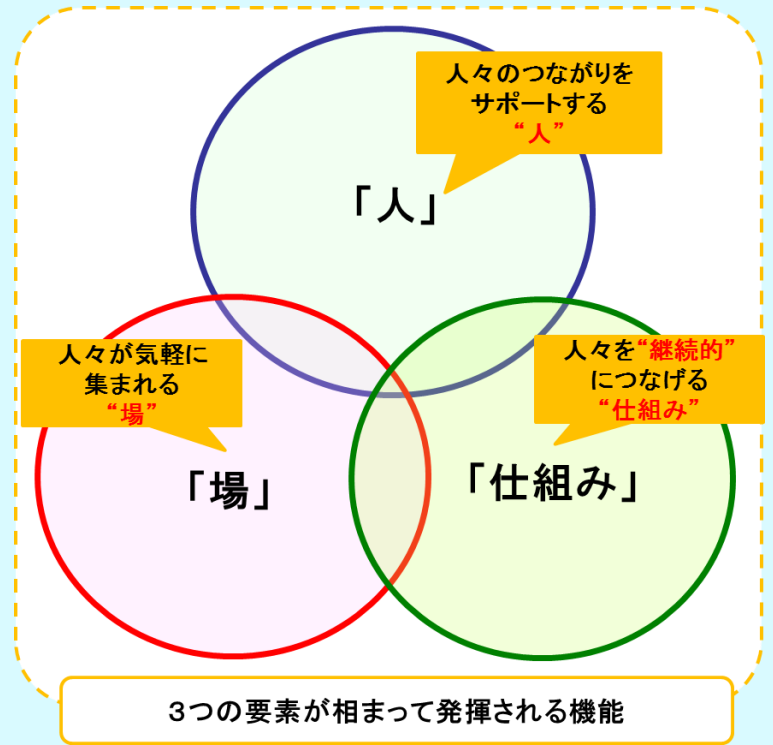 人々のつながりを
サポートする
“人”
「人」
人々が気軽に
集まれる
“場”
人々を“継続的”
につなげる
“仕組み”
「場」
「仕組み」
３つの要素が相まって発揮される機能